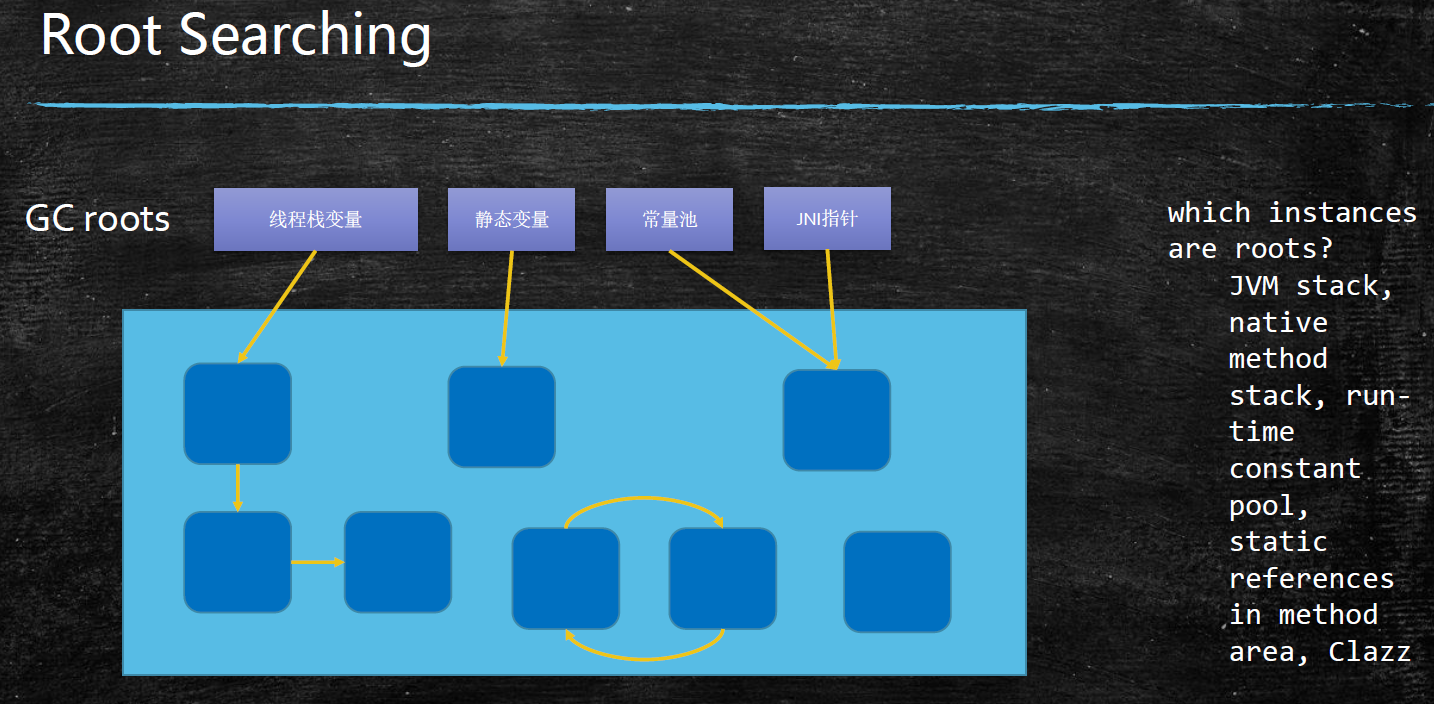 Root Searching
GC roots
线程栈变量
静态变量
常量池
JNI指针
which instances
are roots?
JVM stack,
native
method
stack, run-
time
constant
pool,
static
references
in method
area, Clazz